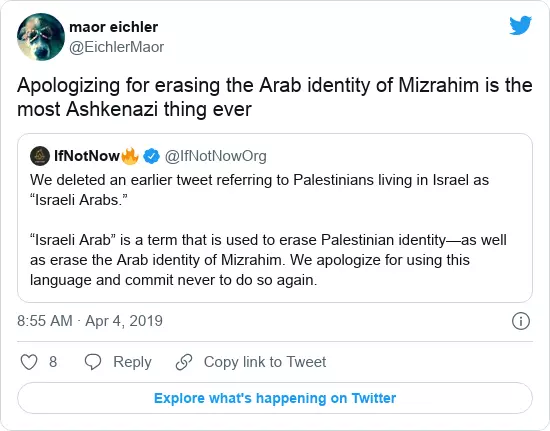 maor eichler
@EichlerMaor
Apologizing for erasing the Arab identity of Mizrahim is the
most Ashkenazi thing ever
IfNotNow🔥 @IfNotNowOrg
We deleted an earlier tweet referring to Palestinians living in Israel as
“Israeli Arabs.”
“Israeli Arab” is a term that is used to erase Palestinian identity—as well
as erase the Arab identity of Mizrahim. We apologize for using this
language and commit never to do so again.
8:55 AM · Apr 4, 2019
8 Reply Copy link to Tweet
Explore what's happening on Twitter